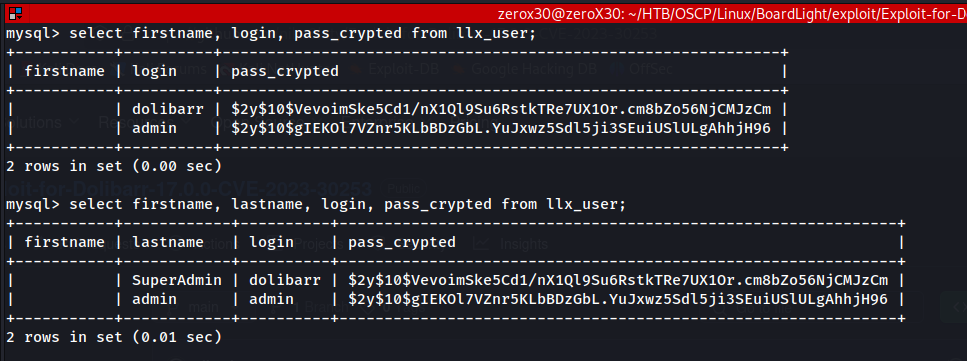 zerox30@zeroX30: ~/HTB/OSCP/Linux/BoardLight/exploit/Exploit-for-Do
mysql> select firstname, login, pass_crypted from llx_user;
+-----------+----------+--------------------------------------------------------------+
| firstname | login    | pass_crypted                                                 |
+-----------+----------+--------------------------------------------------------------+
|           | dolibarr | $2y$10$VevoimSke5Cd1/nX1Ql9Su6RstkTRe7UX1Or.cm8bZo56NjCMJzCm |
|           | admin    | $2y$10$gIEKOl7VZnr5KLbBDzGbL.YuJxwz5Sdl5ji3SEuiUSlULgAhhjH96 |
+-----------+----------+--------------------------------------------------------------+
2 rows in set (0.00 sec)
mysql> select firstname, lastname, login, pass_crypted from llx_user;
+-----------+------------+----------+--------------------------------------------------------------+
| firstname | lastname   | login    | pass_crypted                                                 |
+-----------+------------+----------+--------------------------------------------------------------+
|           | SuperAdmin | dolibarr | $2y$10$VevoimSke5Cd1/nX1Ql9Su6RstkTRe7UX1Or.cm8bZo56NjCMJzCm |
|           | admin      | admin    | $2y$10$gIEKOl7VZnr5KLbBDzGbL.YuJxwz5Sdl5ji3SEuiUSlULgAhhjH96 |
+-----------+------------+----------+--------------------------------------------------------------+
2 rows in set (0.01 sec)